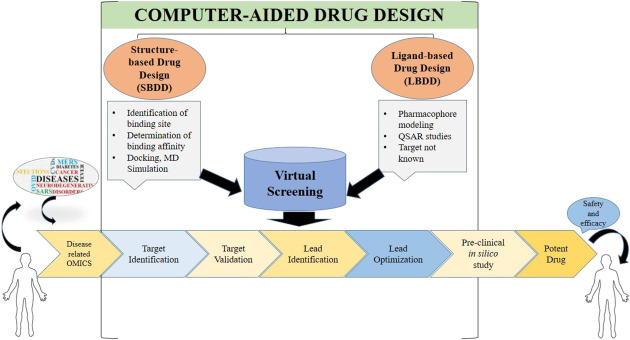 COMPUTER-AIDED DRUG DESIGN
Structure-
based Drug
Design
(SBDD)
Ligand-based
Drug Design
(LBDD)
• Identification of
binding site
• Determination of
binding affinity
• Docking, MD
Simulation
• Pharmacophore
modeling
• QSAR studies
• Target not
known
Virtual
Screening
MERS
DIABETES
CANCER
DISEASES
NEURODEGENERATIV
SARS DISORDERS
Safety
and
efficacy
Disease
related
OMICS
Target
Identification
Target
Validation
Lead
Identification
Lead
Optimization
Pre-clinical
in silico
study
Potent
Drug